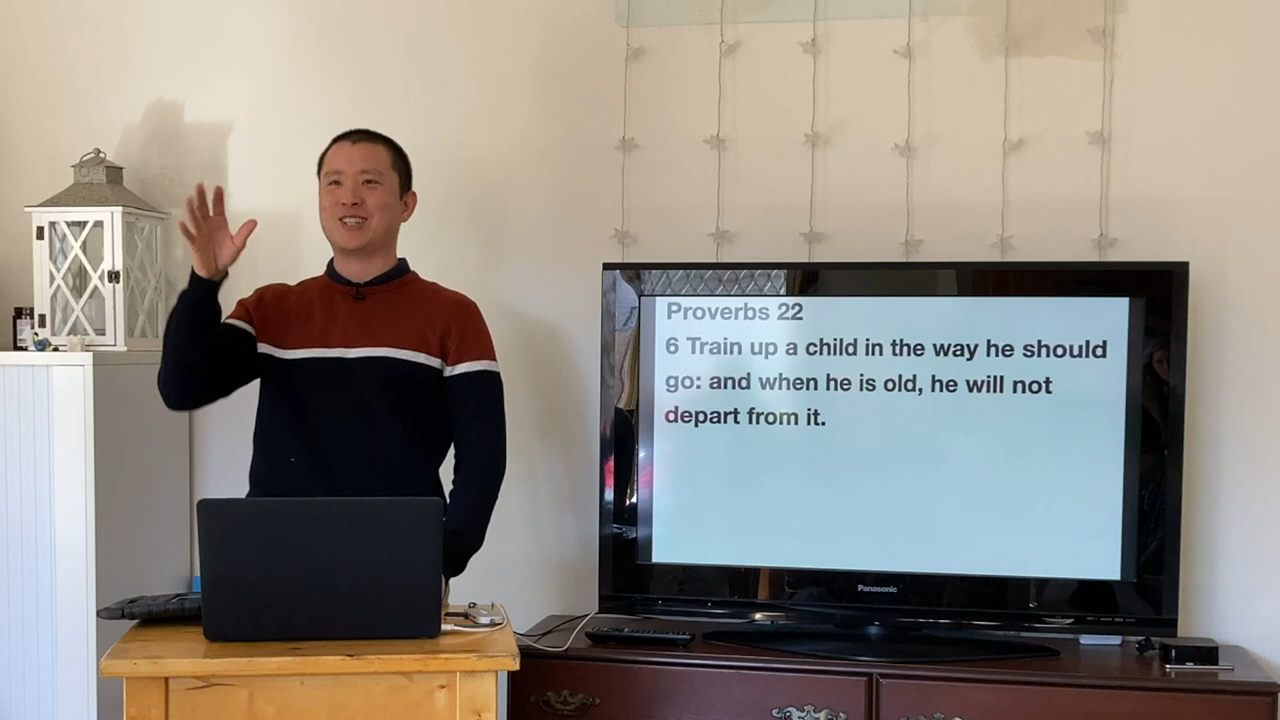 Proverbs 22
6 Train up a child in the way he should
go: and when he is old, he will not
depart from it.
Panasonic